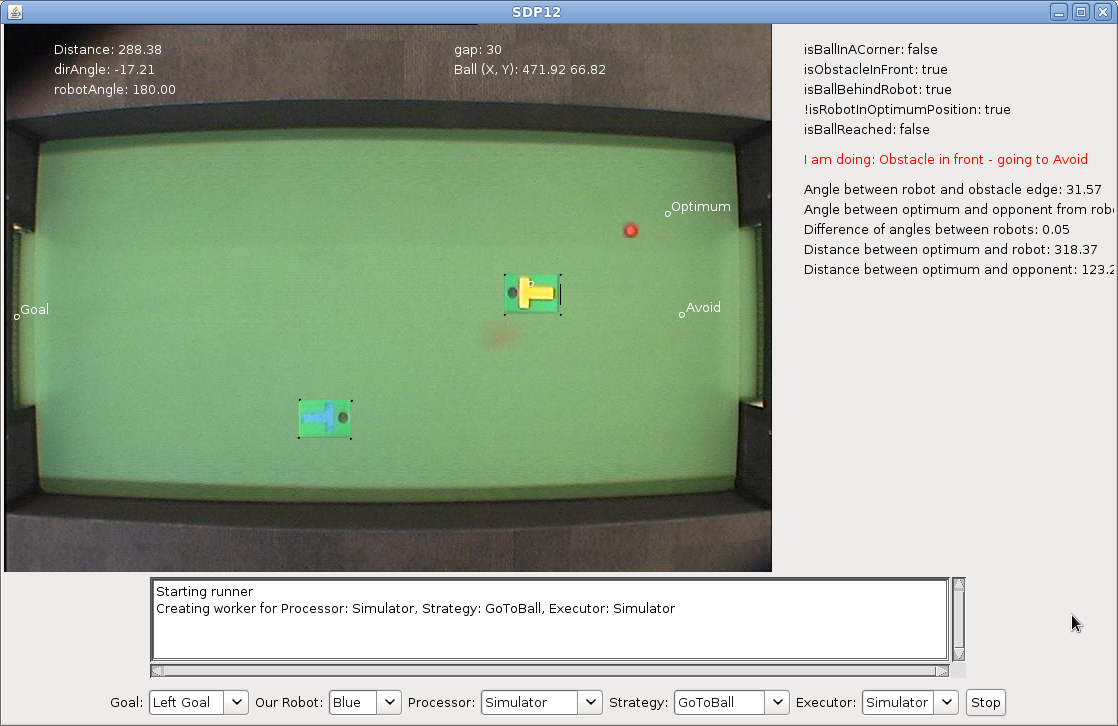 SDP12
Distance: 288.38
dirAngle: -17.21
robotAngle: 180.00
gap: 30
Ball (X, Y): 471.92 66.82
isBallInACorner: false
isObstacleInFront: true
isBallBehindRobot: true
!isRobotInOptimumPosition: true
isBallReached: false
I am doing: Obstacle in front - going to Avoid
Angle between robot and obstacle edge: 31.57
Angle between optimum and opponent from rob
Difference of angles between robots: 0.05
Distance between optimum and robot: 318.37
Distance between optimum and opponent: 123.2
Optimum
Goal
Avoid
Starting runner
Creating worker for Processor: Simulator, Strategy: GoToBall, Executor: Simulator
Goal: Left Goal Our Robot: Blue Processor: Simulator Strategy: GoToBall Executor: Simulator Stop